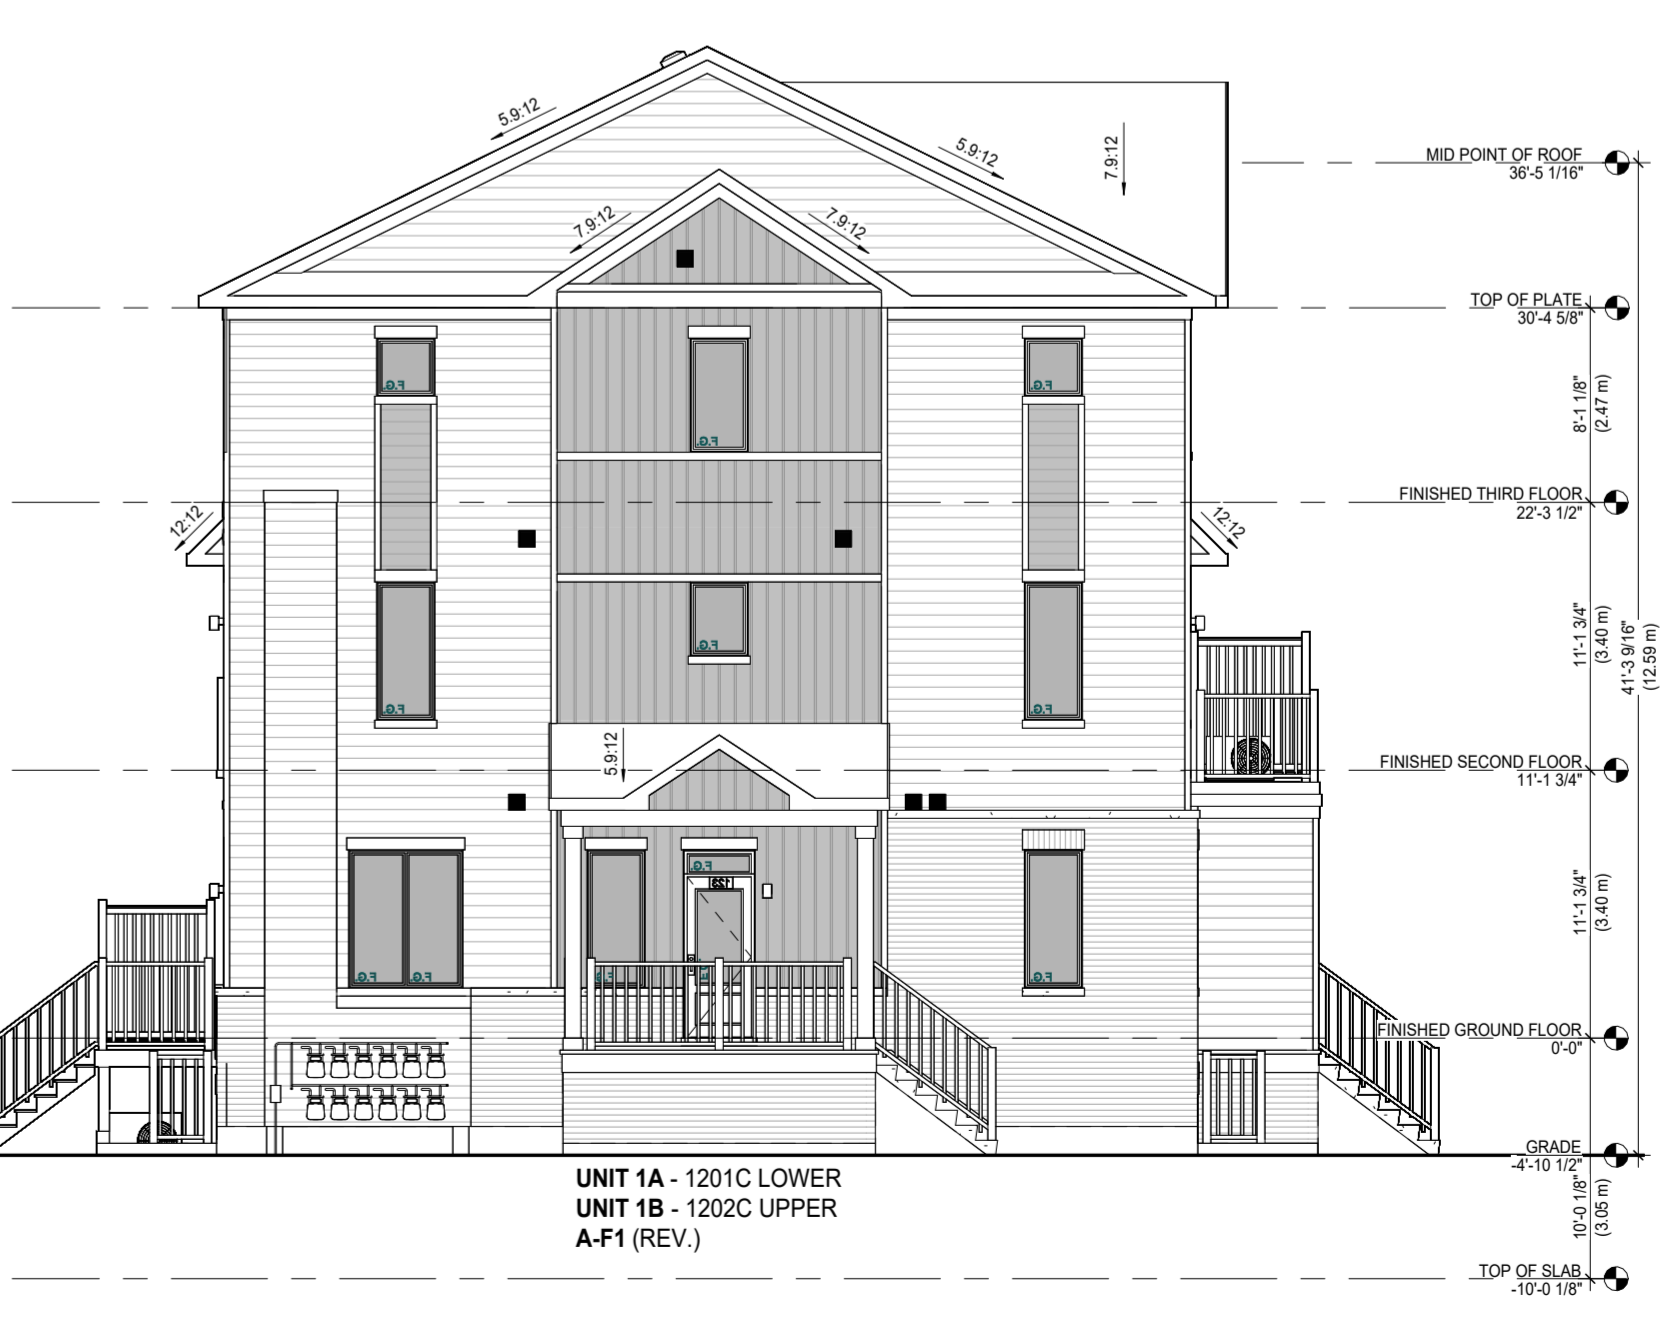 5.9:12
5.9:12
7.9:12
MID POINT OF ROOF
36'-5 1/16"
7.9:12
7.9:12
TOP OF PLATE
30'-4 5/8"
F.G.
F.G.
8'-1 1/8"
(2.47 m)
F.G.
FINISHED THIRD FLOOR
22'-3 1/2"
12:12
12:12
11'-1 3/4"
(3.40 m)
41'-3 9/16"
(12.59 m)
F.G.
F.G.
F.G.
5.9:12
FINISHED SECOND FLOOR
11'-1 3/4"
F.G.
123
11'-1 3/4"
(3.40 m)
F.G.
F.G.
F.G.
F.G.
FINISHED GROUND FLOOR
0'-0"
GRADE
-4'-10 1/2"
UNIT 1A - 1201C LOWER
UNIT 1B - 1202C UPPER
A-F1 (REV.)
10'-0 1/8"
(3.05 m)
TOP OF SLAB
-10'-0 1/8"